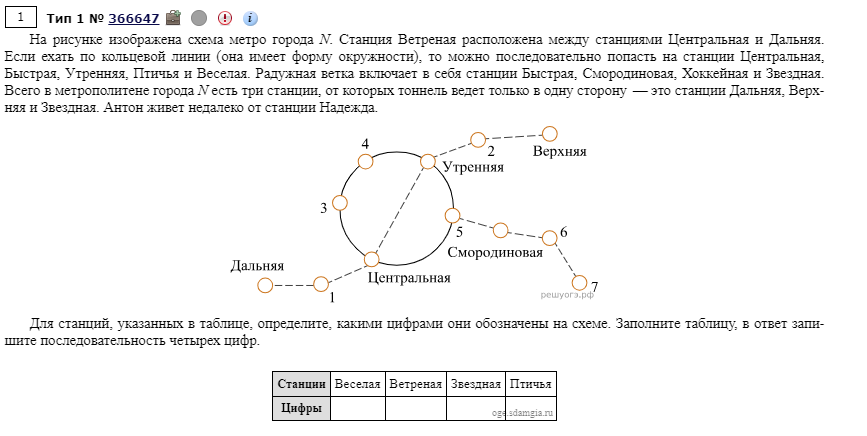 1 Тип 1 № 366647 i
На рисунке изображена схема метро города N. Станция Ветреная расположена между станциями Центральная и Дальняя.
Если ехать по кольцевой линии (она имеет форму окружности), то можно последовательно попасть на станции Центральная,
Быстрая, Утренняя, Птичья и Веселая. Радужная ветка включает в себя станции Быстрая, Смородиновая, Хоккейная и Звездная.
Всего в метрополитене города N есть три станции, от которых тоннель ведет только в одну сторону — это станции Дальняя, Верх-
няя и Звездная. Антон живет недалеко от станции Надежда.
4
2
Верхняя
Утренняя
3
5
6
Смородиновая
Дальняя
Центральная
1
7
решуогэ.рф
Для станций, указанных в таблице, определите, какими цифрами они обозначены на схеме. Заполните таблицу, в ответ запи-
шите последовательность четырех цифр.
Станции Веселая Ветреная Звездная Птичья
Цифры
oge.sdamgia.ru